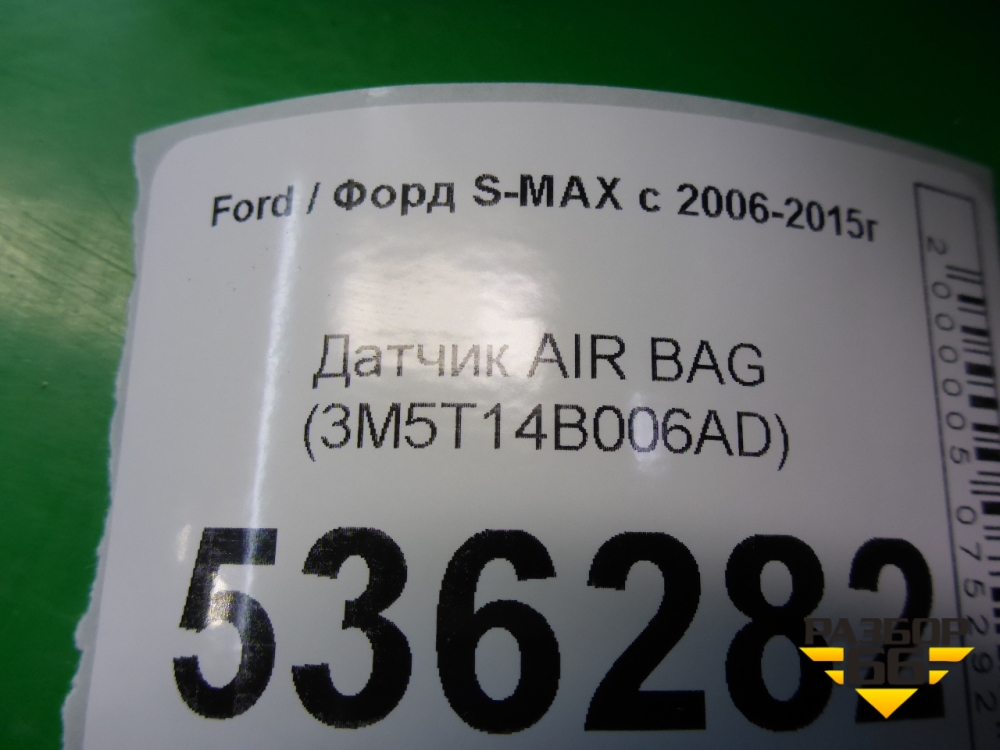 Ford / Форд S-MAX с 2006-2015г
Датчик AIR BAG
(3M5T14B006AD)
536282
2000005075292
РАЗБОР
66